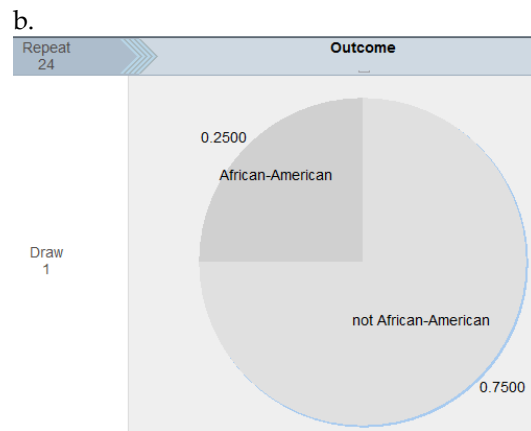 b.
Repeat
24
Outcome
0.2500
African-American
Draw
1
not African-American
0.7500